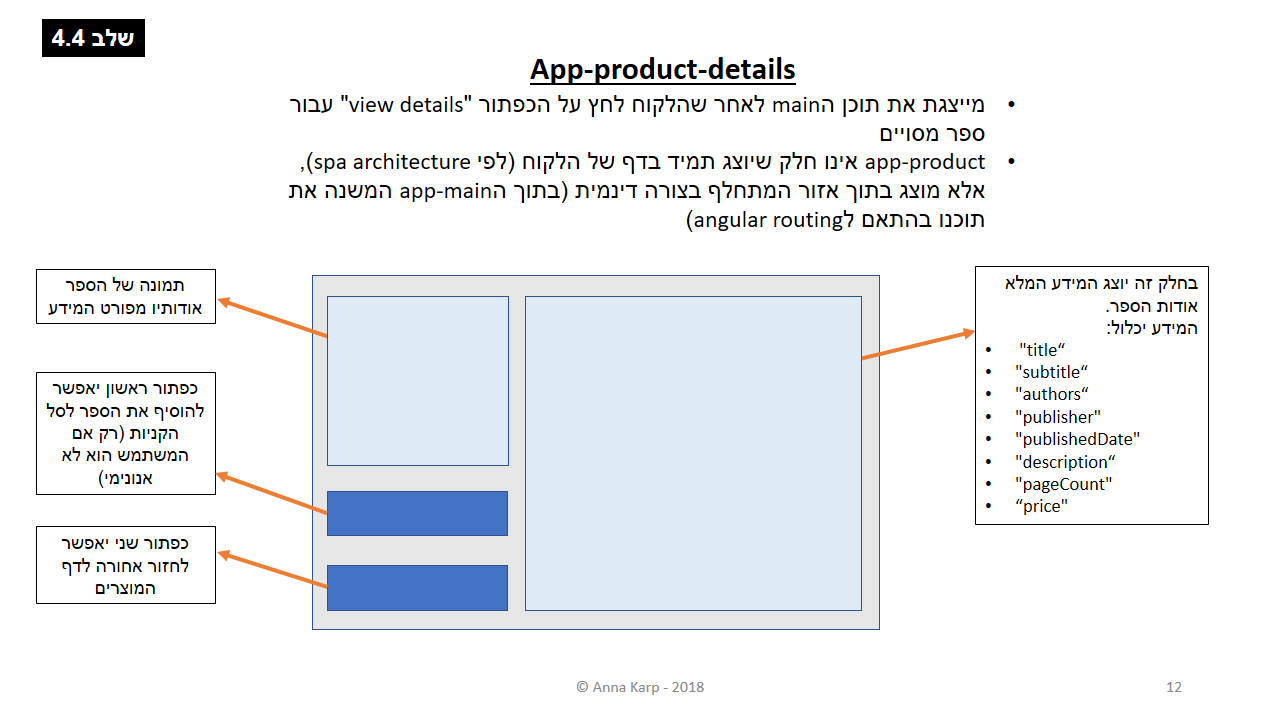 שלב 4.4
App-product-details
• מייצגת את תוכן הmain לאחר שהלקוח לחץ על הכפתור "view details" עבור
ספר מסויים
• app-product אינו חלק שיוצג תמיד בדף של הלקוח (לפי spa architecture),
אלא מוצג בתוך אזור המתחלף בצורה דינמית (בתוך הapp-main המשנה את
תוכנו בהתאם לangular routing)
בחלק זה יוצג המידע המלא
אודות הספר.
המידע יכלול:
• "title“
• "subtitle“
• "authors“
• "publisher"
• "publishedDate"
• "description“
• "pageCount"
• “price"
תמונה של הספר
אודותיו מפורט המידע
כפתור ראשון יאפשר
להוסיף את הספר לסל
הקניות (רק אם
המשתמש הוא לא
אנונימי)
כפתור שני יאפשר
לחזור אחורה לדף
המוצרים
© Anna Karp - 2018
12